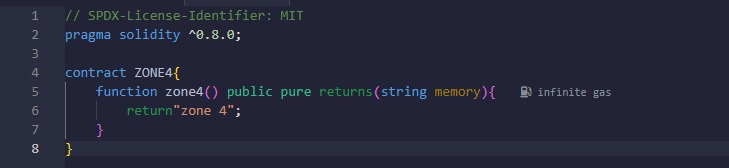 1 // SPDX-License-Identifier: MIT
2 pragma solidity ^0.8.0;
3
4 contract ZONE4{
5 function zone4() public pure returns(string memory){ infinite gas
6 return"zone 4";
7 }
8 }